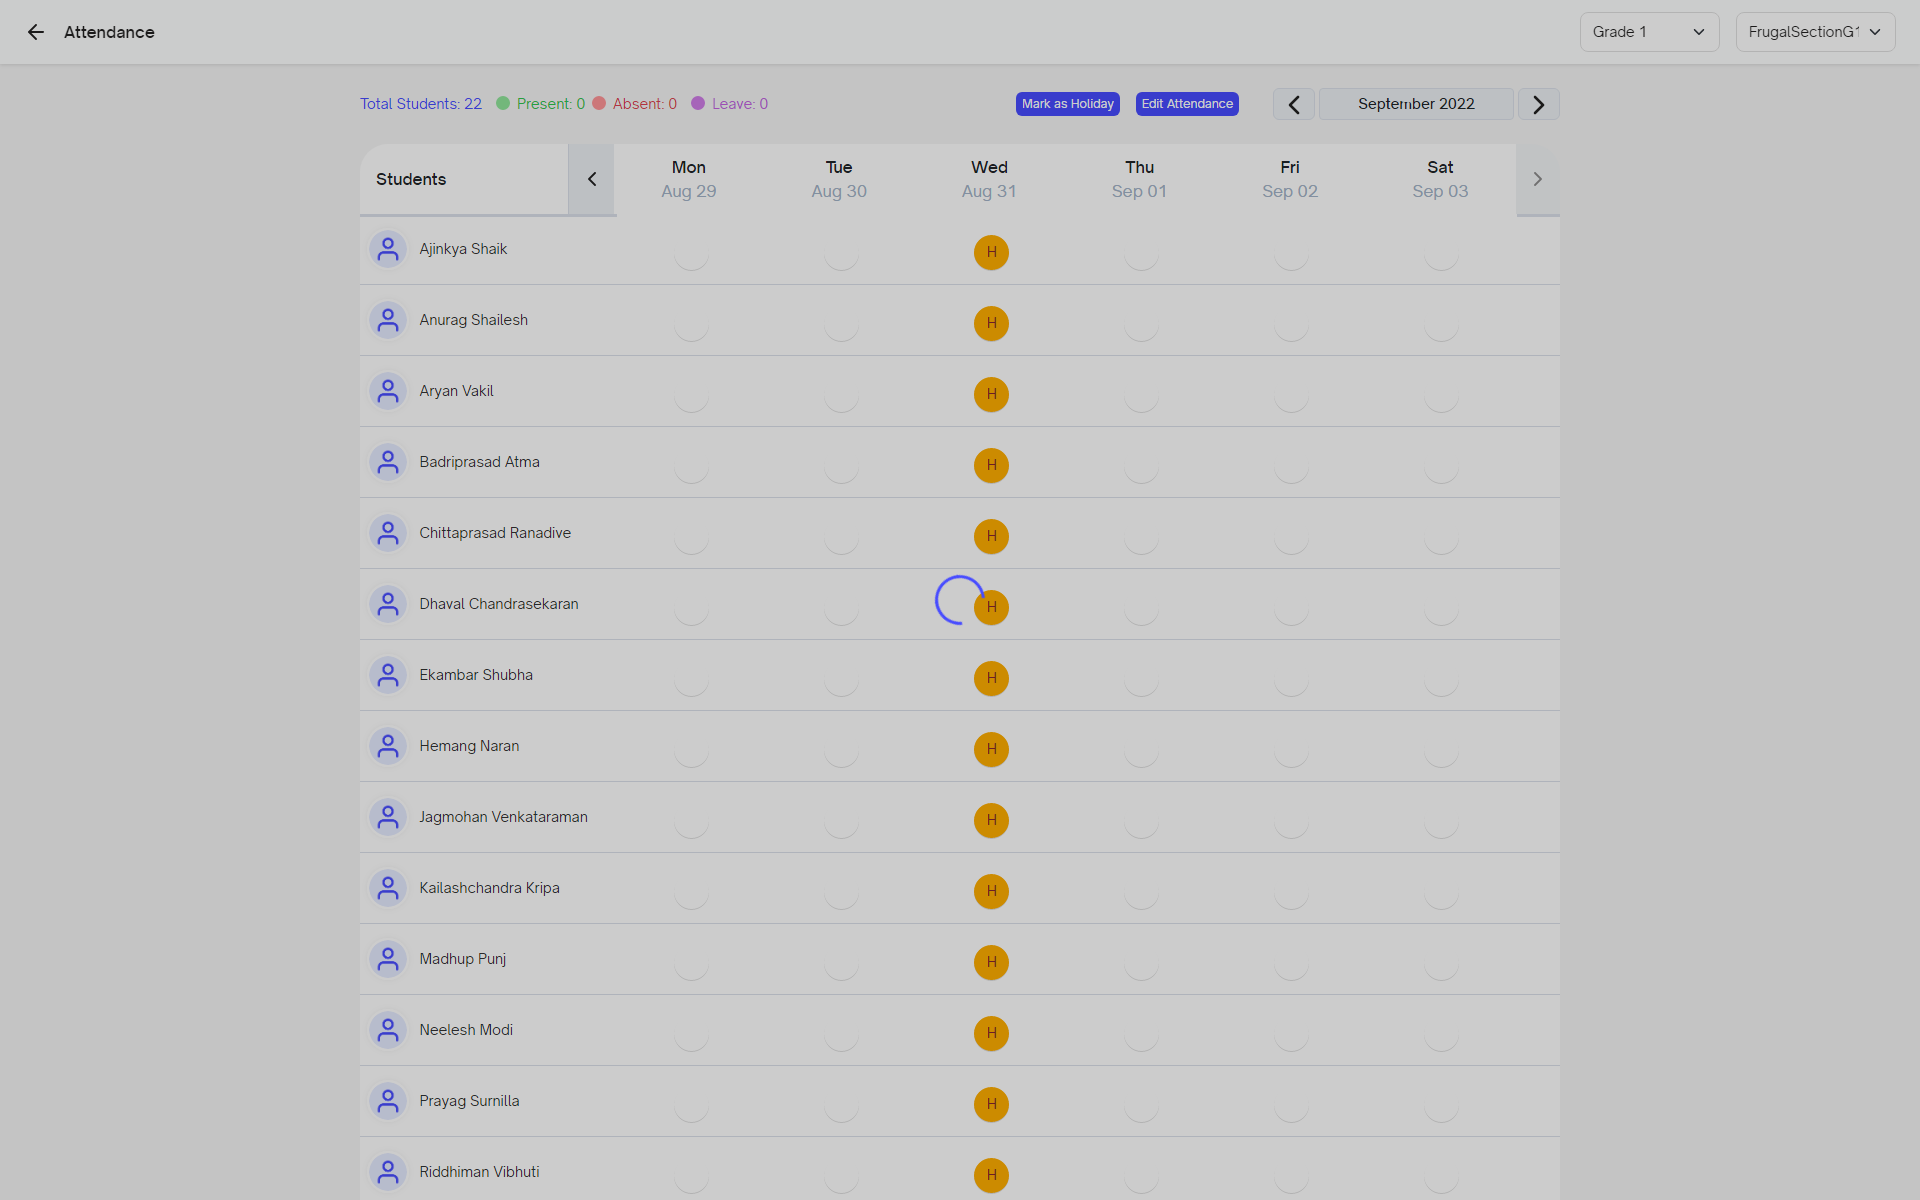 Attendance
Grade 1
FrugalSectionG1
Total Students: 22 Present: 0 Absent: 0 Leave: 0
Mark as Holiday
Edit Attendance
September 2022
Students
Mon Tue Wed Thu Fri Sat
Aug 29 Aug 30 Aug 31 Sep 01 Sep 02 Sep 03
Ajinkya Shaik H
Anurag Shailesh H
Aryan Vakil H
Badriprasad Atma H
Chittaprasad Ranadive H
Dhaval Chandrasekaran H
Ekambar Shubha H
Hemang Naran H
Jagmohan Venkataraman H
Kailashchandra Kripa H
Madhup Punj H
Neelesh Modi H
Prayag Surnilla H
Riddhiman Vibhuti H